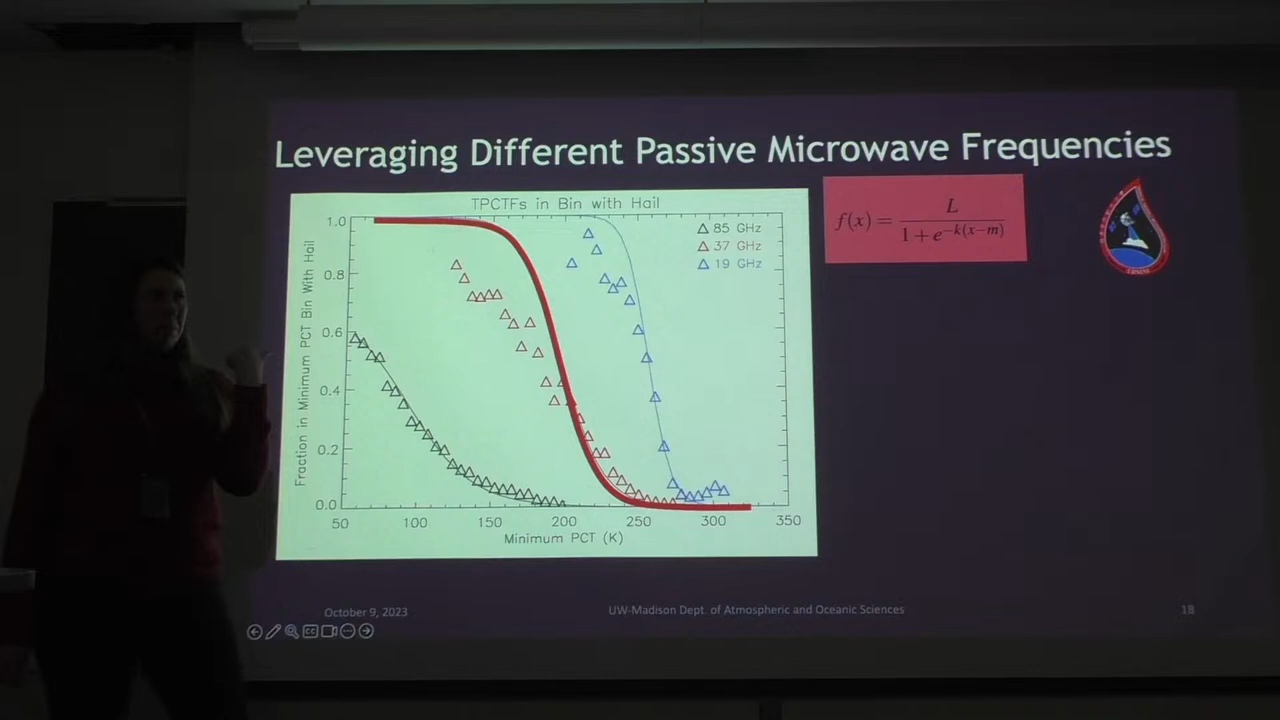 Leveraging Different Passive Microwave Frequencies
TPCTFs in Bin with Hail
1.0
0.8
0.6
0.4
0.2
0.0
Fraction in Minimum PCT Bin With Hail
85 GHz
37 GHz
19 GHz
50 100 150 200 250 300 350
Minimum PCT (K)
f(x) = L / 1 + e^{-k(x-m)}
October 9, 2023
UW-Madison Dept. of Atmospheric and Oceanic Sciences
18
CC